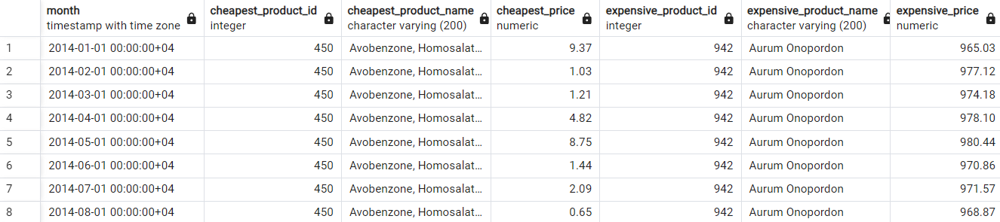 month cheapest_product_id cheapest_product_name cheapest_price expensive_product_id expensive_product_name expensive_price
timestamp with time zone integer character varying (200) numeric integer character varying (200) numeric
1 2014-01-01 00:00:00+04 450 Avobenzone, Homosalat... 9.37 942 Aurum Onopordon 965.03
2 2014-02-01 00:00:00+04 450 Avobenzone, Homosalat... 1.03 942 Aurum Onopordon 977.12
3 2014-03-01 00:00:00+04 450 Avobenzone, Homosalat... 1.21 942 Aurum Onopordon 974.18
4 2014-04-01 00:00:00+04 450 Avobenzone, Homosalat... 4.82 942 Aurum Onopordon 978.10
5 2014-05-01 00:00:00+04 450 Avobenzone, Homosalat... 8.75 942 Aurum Onopordon 980.44
6 2014-06-01 00:00:00+04 450 Avobenzone, Homosalat... 1.44 942 Aurum Onopordon 970.86
7 2014-07-01 00:00:00+04 450 Avobenzone, Homosalat... 2.09 942 Aurum Onopordon 971.57
8 2014-08-01 00:00:00+04 450 Avobenzone, Homosalat... 0.65 942 Aurum Onopordon 968.87